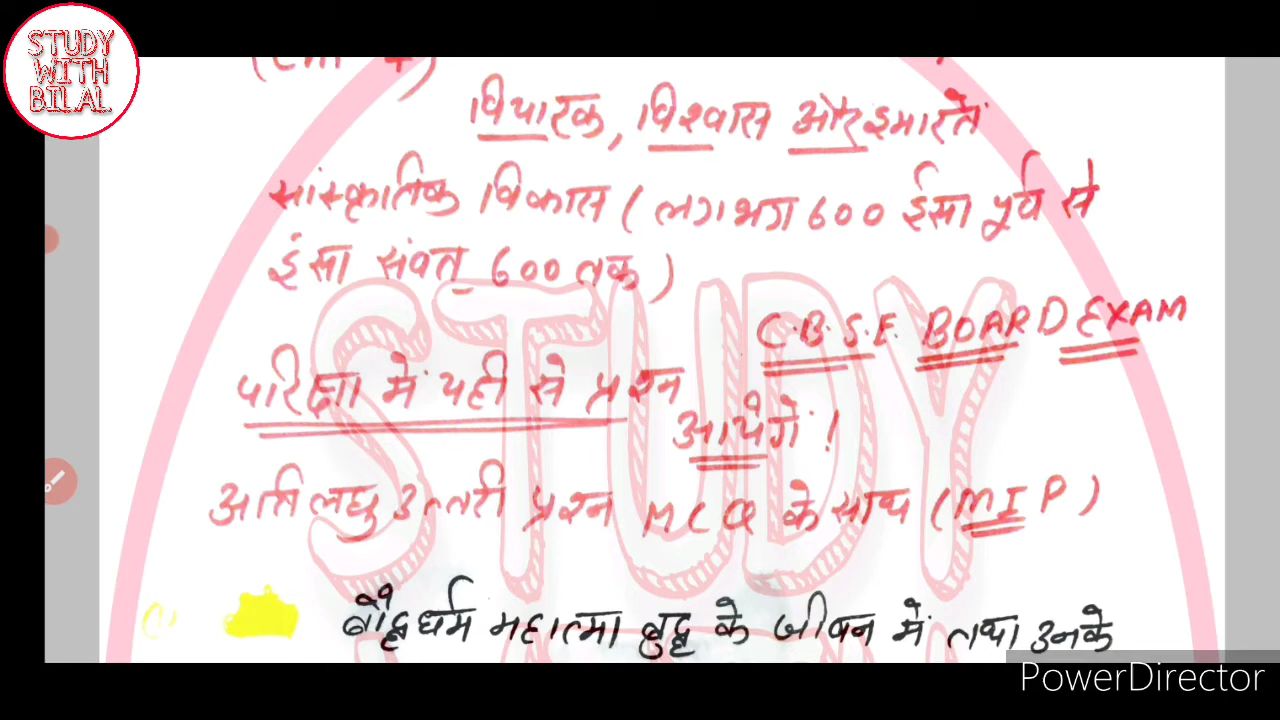 STUDY
WITH
BILAL
विचारक, विश्वास और इमारतें
सांस्कृतिक विकास ( लगभग 600 ईसा पूर्व से
ईसा संवत् 600 तक )
C.B.S.E. BOARD EXAM
परिक्षा में यही से प्रश्न
आयेंगे !
अति लघु उत्तरी प्रश्न MCQ के साथ (MIP)
बौद्ध धर्म महात्मा बुद्ध के जीवन में तथा उनके
STUDY
PowerDirector